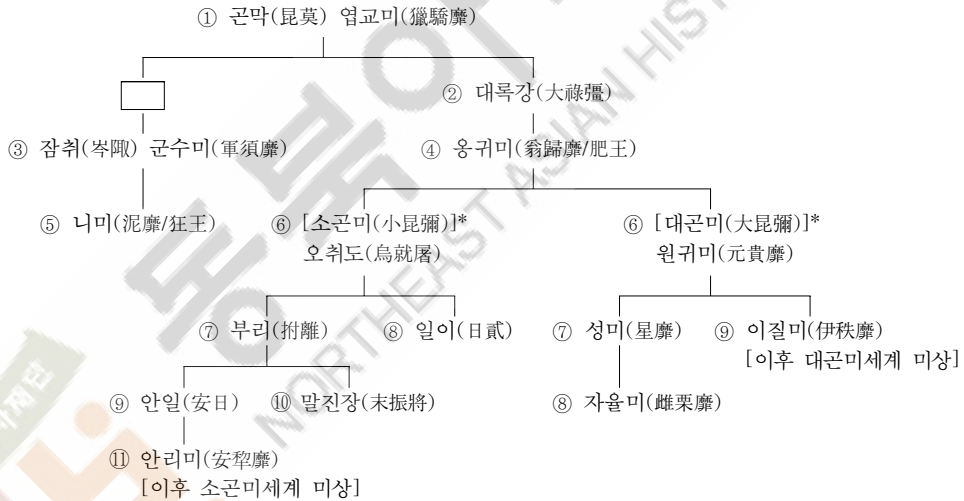 ① 곤막(昆莫) 엽교미(獵驕靡)
② 대록강(大祿彊)
③ 잠취(岑陬) 군수미(軍須靡)
④ 옹귀미(翁歸靡/肥王)
⑤ 니미(泥靡/狂王)
⑥ [소곤미(小昆彌)]*
오취도(烏就屠)
⑥ [대곤미(大昆彌)]*
원귀미(元貴靡)
⑦ 부리(拊離)
⑧ 일이(日貳)
⑦ 성미(星靡)
⑨ 이질미(伊秩靡)
[이후 대곤미세계 미상]
⑨ 안일(安日)
⑩ 말진장(末振將)
⑧ 자율미(雌栗靡)
⑪ 안리미(安犂靡)
[이후 소곤미세계 미상]
동북아
NORTHEAST ASIAN HIST